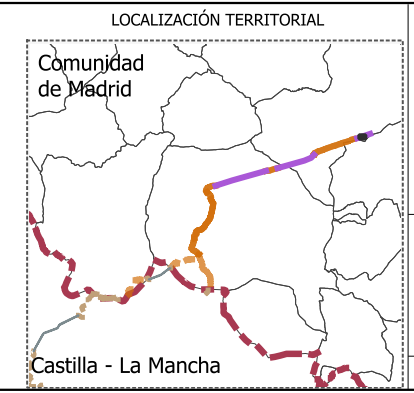 LOCALIZACIÓN TERRITORIAL
Comunidad
de Madrid
Castilla - La Mancha